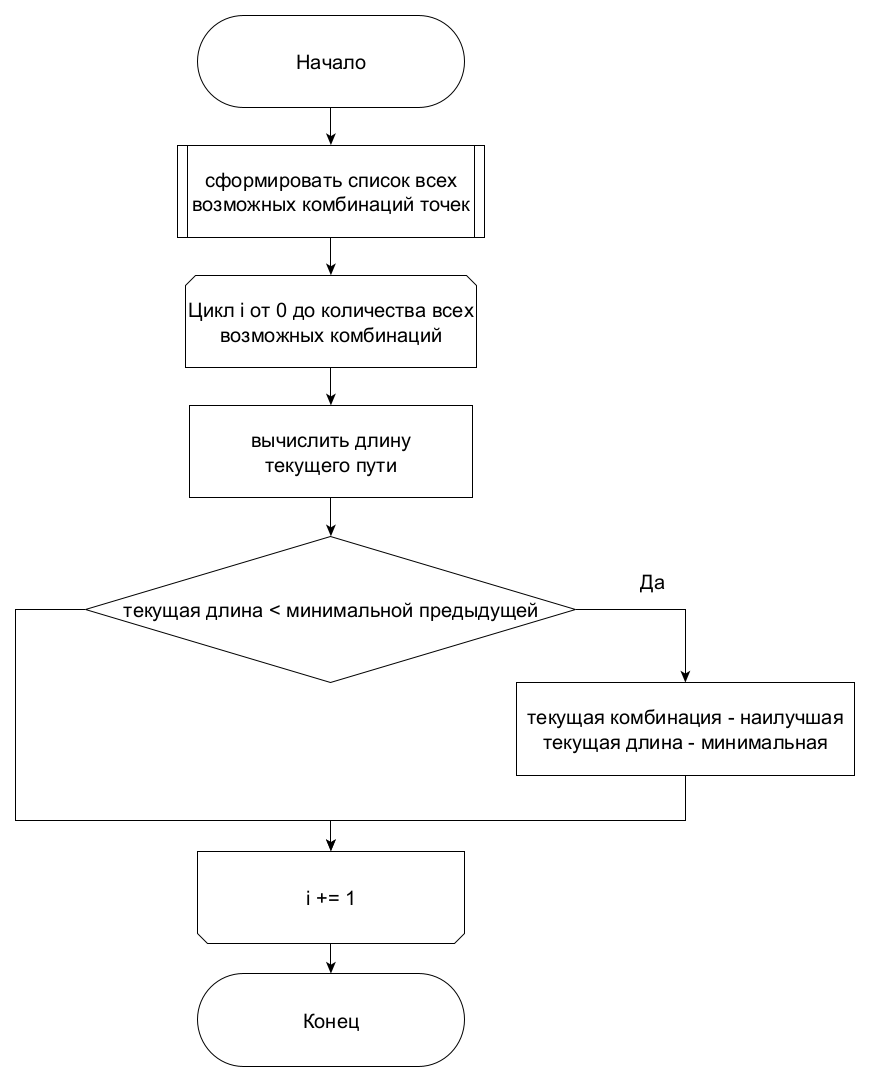 Начало
сформировать список всех
возможных комбинаций точек
Цикл i от 0 до количества всех
возможных комбинаций
вычислить длину
текущего пути
текущая длина < минимальной предыдущей
Да
текущая комбинация - наилучшая
текущая длина - минимальная
i += 1
Конец